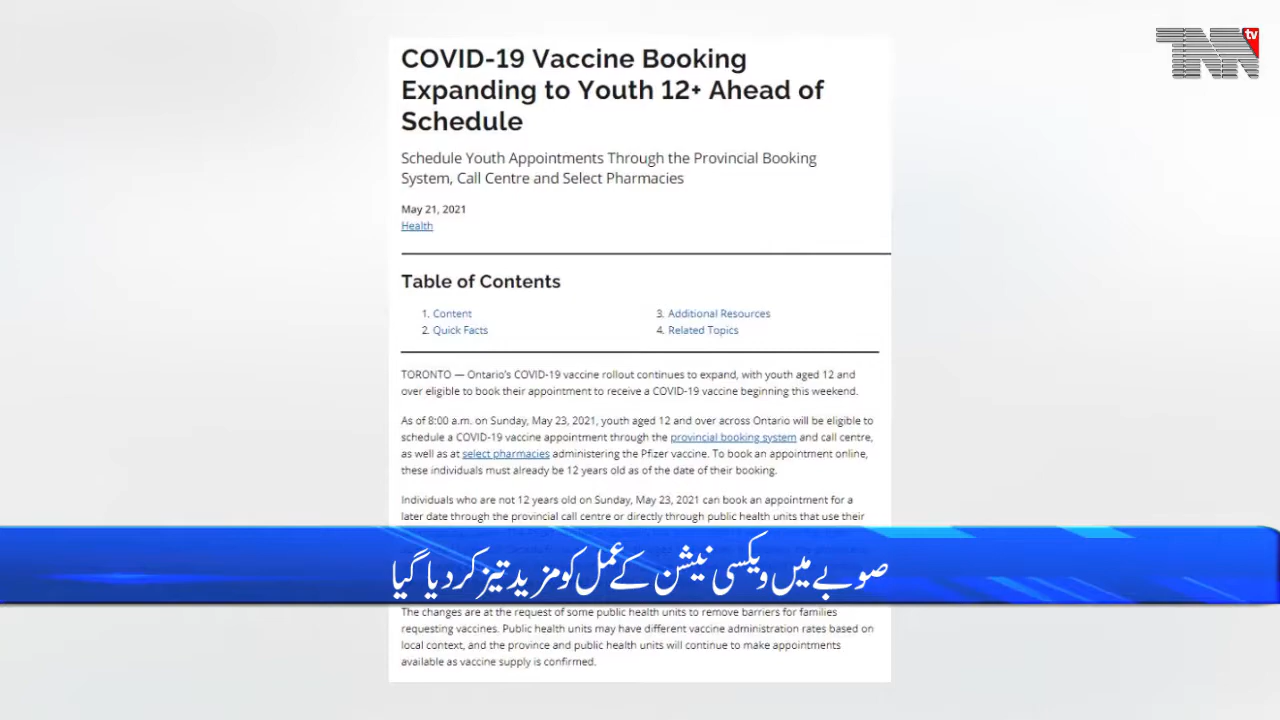 TNN tv
COVID-19 Vaccine Booking
Expanding to Youth 12+ Ahead of
Schedule
Schedule Youth Appointments Through the Provincial Booking
System, Call Centre and Select Pharmacies
May 21, 2021
Health
Table of Contents
1. Content
2. Quick Facts
3. Additional Resources
4. Related Topics
TORONTO — Ontario's COVID-19 vaccine rollout continues to expand, with youth aged 12 and
over eligible to book their appointment to receive a COVID-19 vaccine beginning this weekend.
As of 8:00 a.m. on Sunday, May 23, 2021, youth aged 12 and over across Ontario will be eligible to
schedule a COVID-19 vaccine appointment through the provincial booking system and call centre,
as well as at select pharmacies administering the Pfizer vaccine. To book an appointment online,
these individuals must already be 12 years old as of the date of their booking.
Individuals who are not 12 years old on Sunday, May 23, 2021 can book an appointment for a
later date through the provincial call centre or directly through public health units that use their
صوبے میں ویکسی نیشن کے عمل کو مزید تیز کر دیا گیا
The changes are at the request of some public health units to remove barriers for families
requesting vaccines. Public health units may have different vaccine administration rates based on
local context, and the province and public health units will continue to make appointments
available as vaccine supply is confirmed.